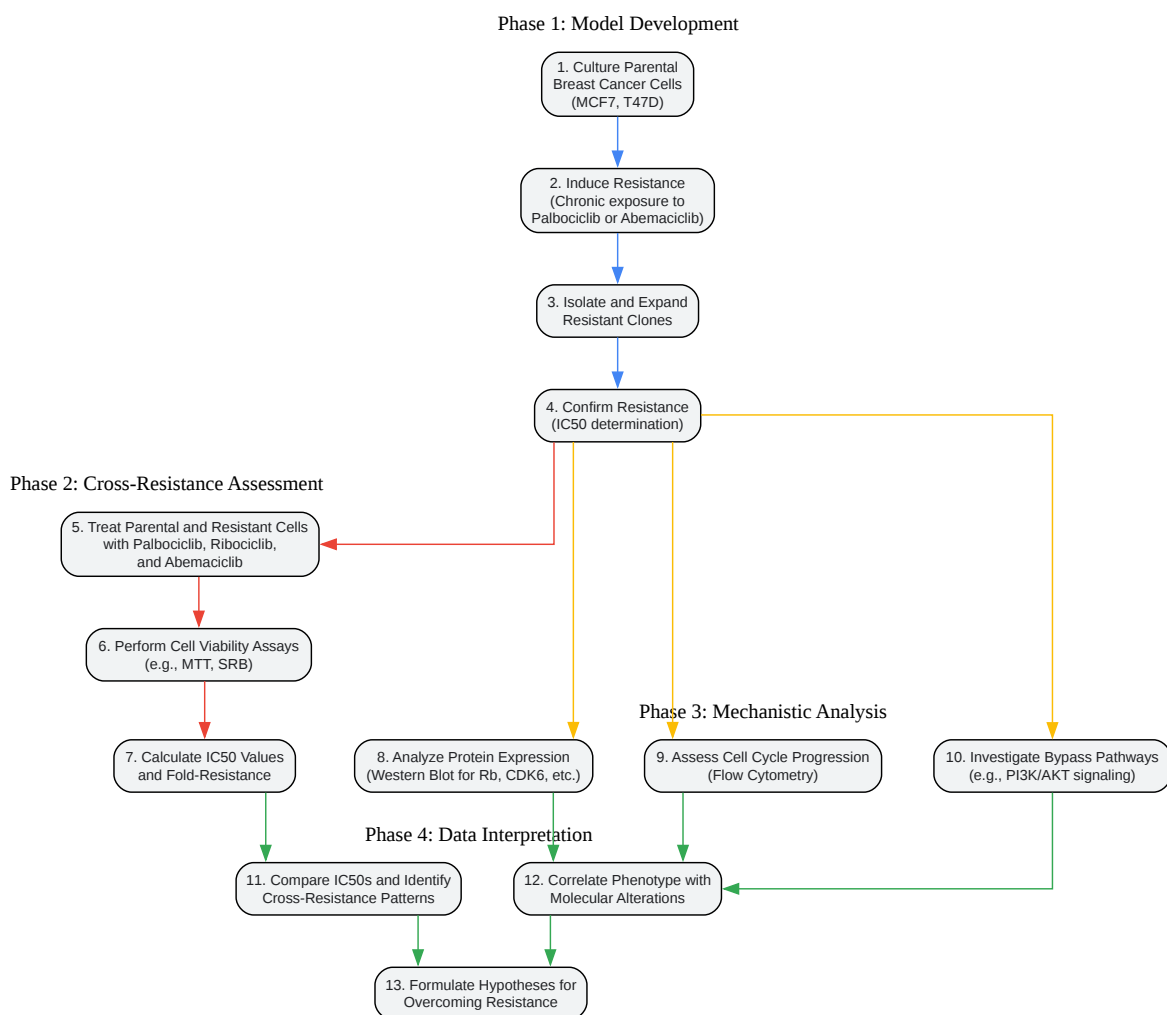 Phase 1: Model Development
1. Culture Parental
Breast Cancer Cells
(MCF7, T47D)
2. Induce Resistance
(Chronic exposure to
Palbociclib or Abemaciclib)
3. Isolate and Expand
Resistant Clones
4. Confirm Resistance
(IC50 determination)
Phase 2: Cross-Resistance Assessment
5. Treat Parental and Resistant Cells
with Palbociclib, Ribociclib,
and Abemaciclib
6. Perform Cell Viability Assays
(e.g., MTT, SRB)
7. Calculate IC50 Values
and Fold-Resistance
Phase 3: Mechanistic Analysis
8. Analyze Protein Expression
(Western Blot for Rb, CDK6, etc.)
9. Assess Cell Cycle Progression
(Flow Cytometry)
10. Investigate Bypass Pathways
(e.g., PI3K/AKT signaling)
Phase 4: Data Interpretation
11. Compare IC50s and Identify
Cross-Resistance Patterns
12. Correlate Phenotype with
Molecular Alterations
13. Formulate Hypotheses for
Overcoming Resistance